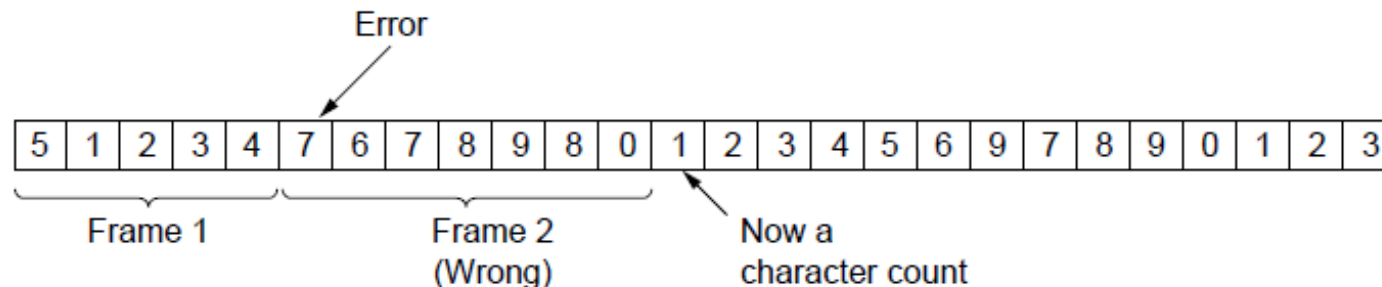 Error
5 1 2 3 4 7 6 7 8 9 8 0 1 2 3 4 5 6 9 7 8 9 0 1 2 3
Frame 1 Frame 2 Now a
(Wrong) character count